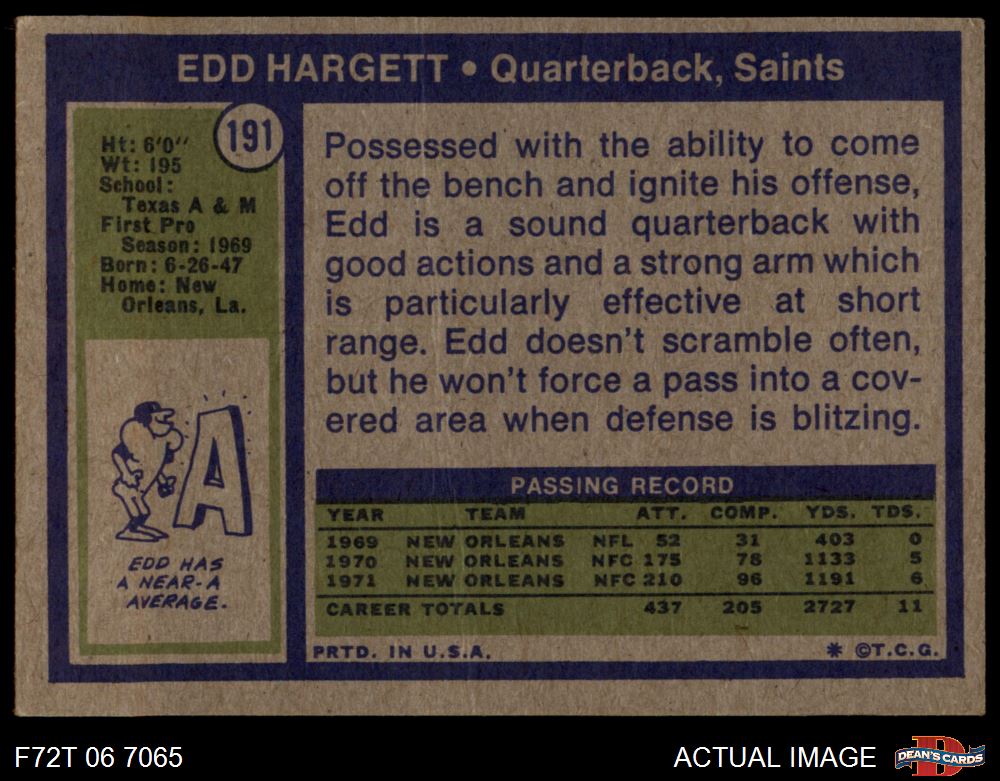 EDD HARGETT • Quarterback, Saints
191
Ht: 6'0"
Wt: 195
School:
Texas A & M
First Pro
Season: 1969
Born: 6-26-47
Home: New
Orleans, La.
A
EDD HAS
A NEAR-A
AVERAGE.
Possessed with the ability to come
off the bench and ignite his offense,
Edd is a sound quarterback with
good actions and a strong arm which
is particularly effective at short
range. Edd doesn't scramble often,
but he won't force a pass into a cov-
ered area when defense is blitzing.
PASSING RECORD
YEAR TEAM ATT. COMP. YDS. TDS.
1969 NEW ORLEANS NFL 52 31 403 0
1970 NEW ORLEANS NFC 175 78 1133 5
1971 NEW ORLEANS NFC 210 96 1191 6
CAREER TOTALS 437 205 2727 11
PRTD. IN U.S.A. * ©T.C.G.
F72T 06 7065 ACTUAL IMAGE D DEAN'S CARDS